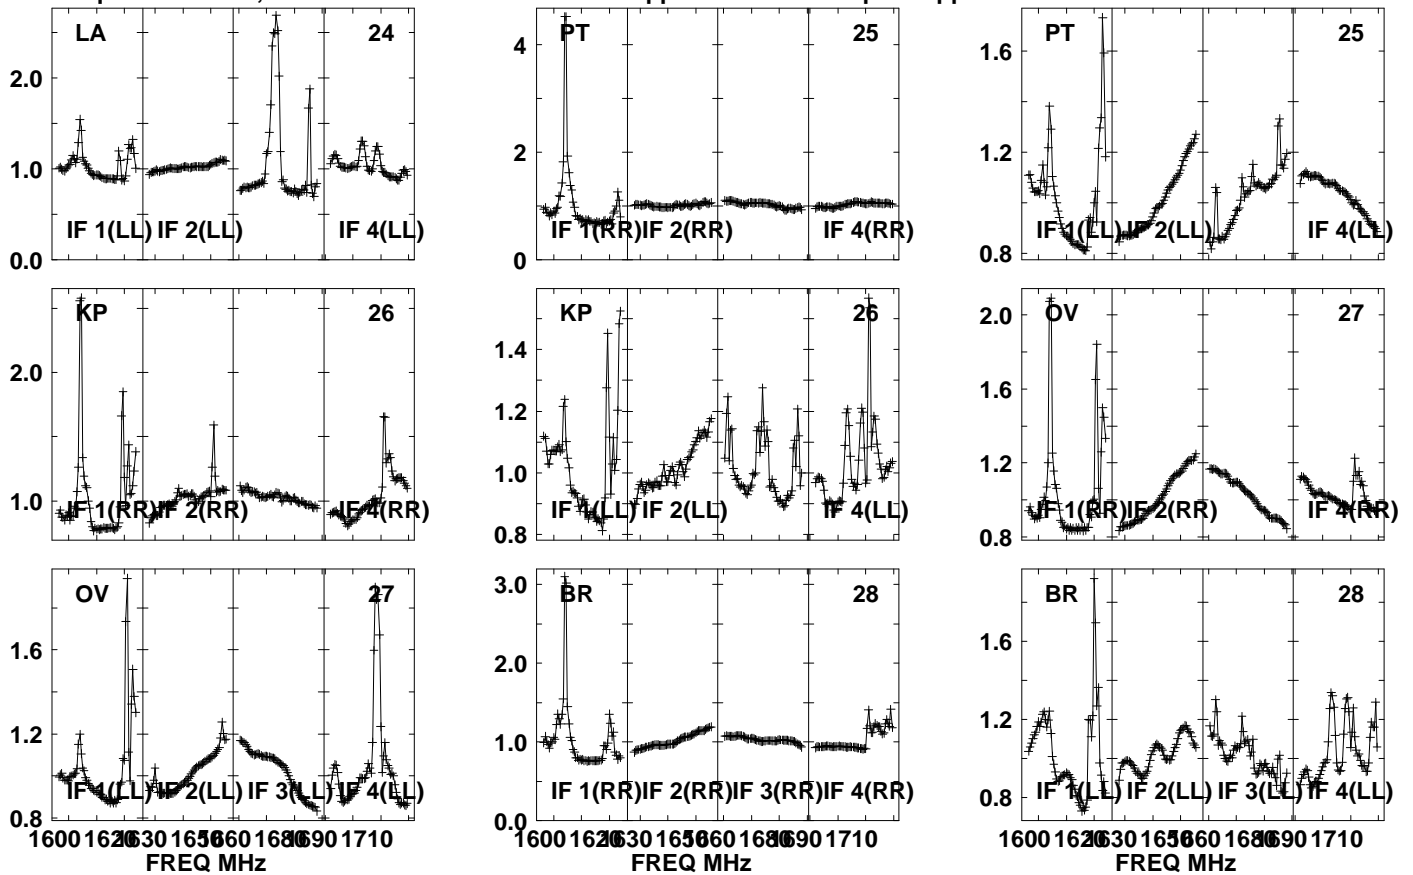 LA 24
2.0
1.0
0.0
IF 1(LL) IF 2(LL) IF 4(LL)
PT 25
4
2
0
IF 1(RR) IF 2(RR) IF 4(RR)
PT 25
1.6
1.2
0.8
IF 1(LL) IF 2(LL) IF 4(LL)
KP 26
2.0
1.0
IF 1(RR) IF 2(RR) IF 4(RR)
KP 26
1.4
1.2
1.0
0.8
IF 1(LL) IF 2(LL) IF 4(LL)
OV 27
2.0
1.6
1.2
0.8
IF 1(RR) IF 2(RR) IF 4(RR)
OV 27
1.6
1.2
0.8
IF 1(LL) IF 2(LL) IF 3(LL) IF 4(LL)
1600 1620 1630 1650 1660 1680 1690 1710
FREQ MHz
BR 28
3.0
2.0
1.0
0.0
IF 1(RR) IF 2(RR) IF 3(RR) IF 4(RR)
1600 1620 1630 1650 1660 1680 1690 1710
BR 28
1.6
1.2
0.8
IF 1(LL) IF 2(LL) IF 3(LL) IF 4(LL)
1600 1620 1630 1650 1660 1680 1690 1710
FREQ MHz